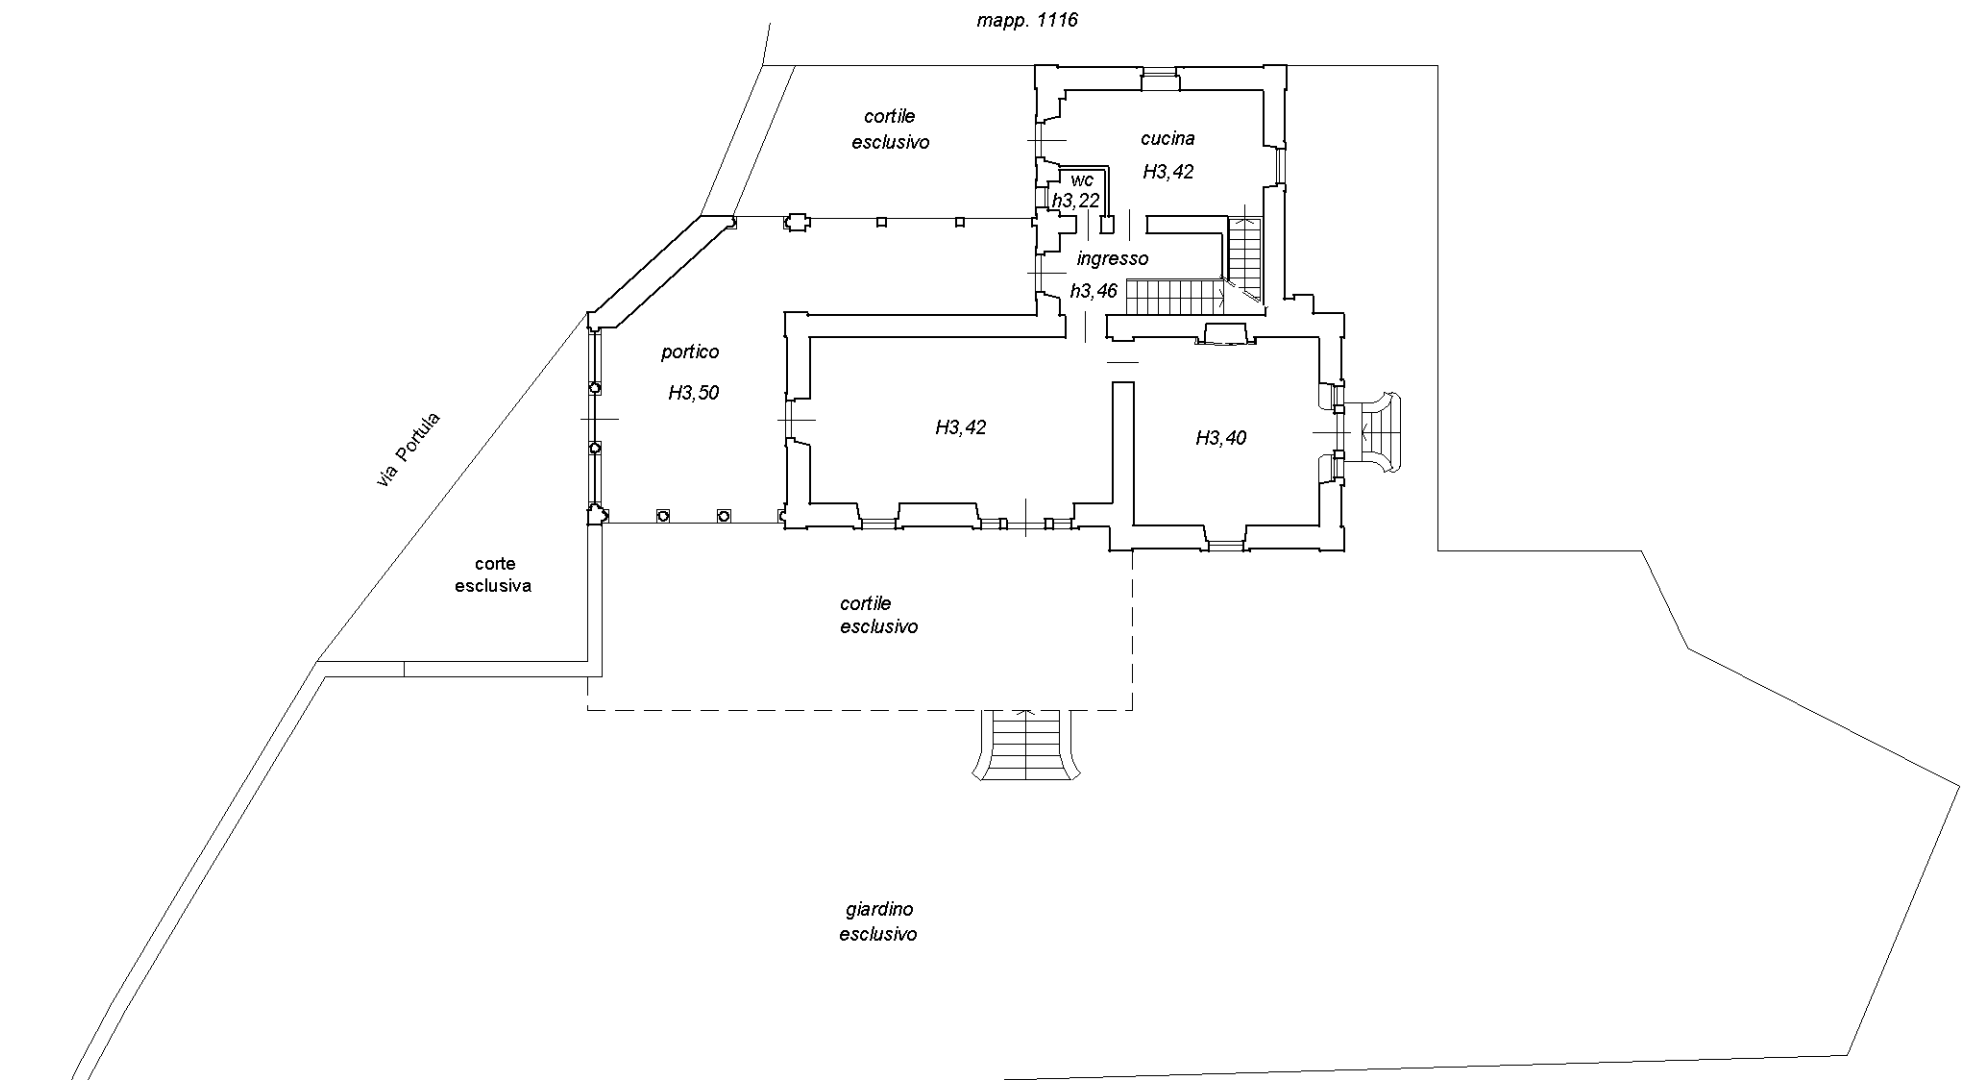 mapp. 1116
cortile
esclusivo
cucina
H3,42
wc
h3,22
ingresso
h3,46
portico
H3,50
H3,42
H3,40
via Portula
corte
esclusiva
cortile
esclusivo
giardino
esclusivo